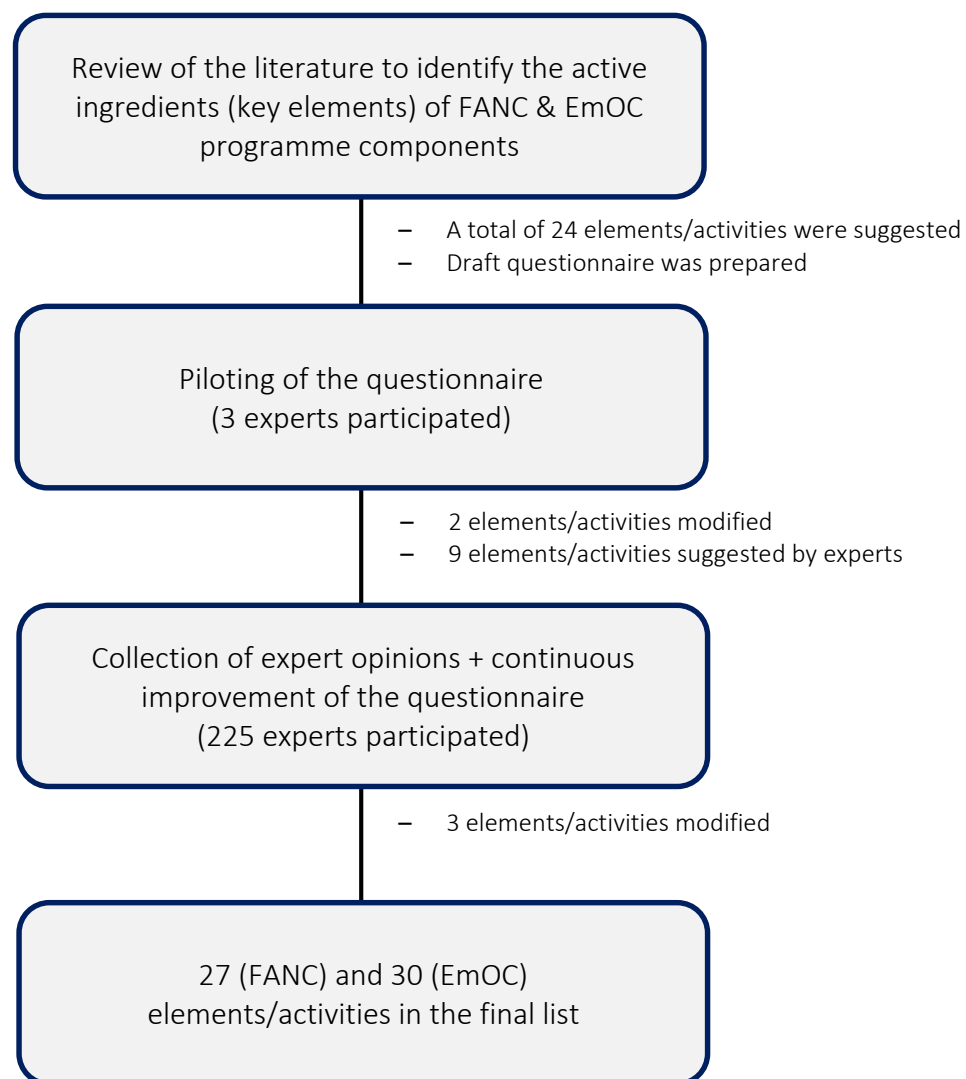 Review of the literature to identify the active
ingredients (key elements) of FANC & EmOC
programme components
– A total of 24 elements/activities were suggested
– Draft questionnaire was prepared
Piloting of the questionnaire
(3 experts participated)
– 2 elements/activities modified
– 9 elements/activities suggested by experts
Collection of expert opinions + continuous
improvement of the questionnaire
(225 experts participated)
– 3 elements/activities modified
27 (FANC) and 30 (EmOC)
elements/activities in the final list